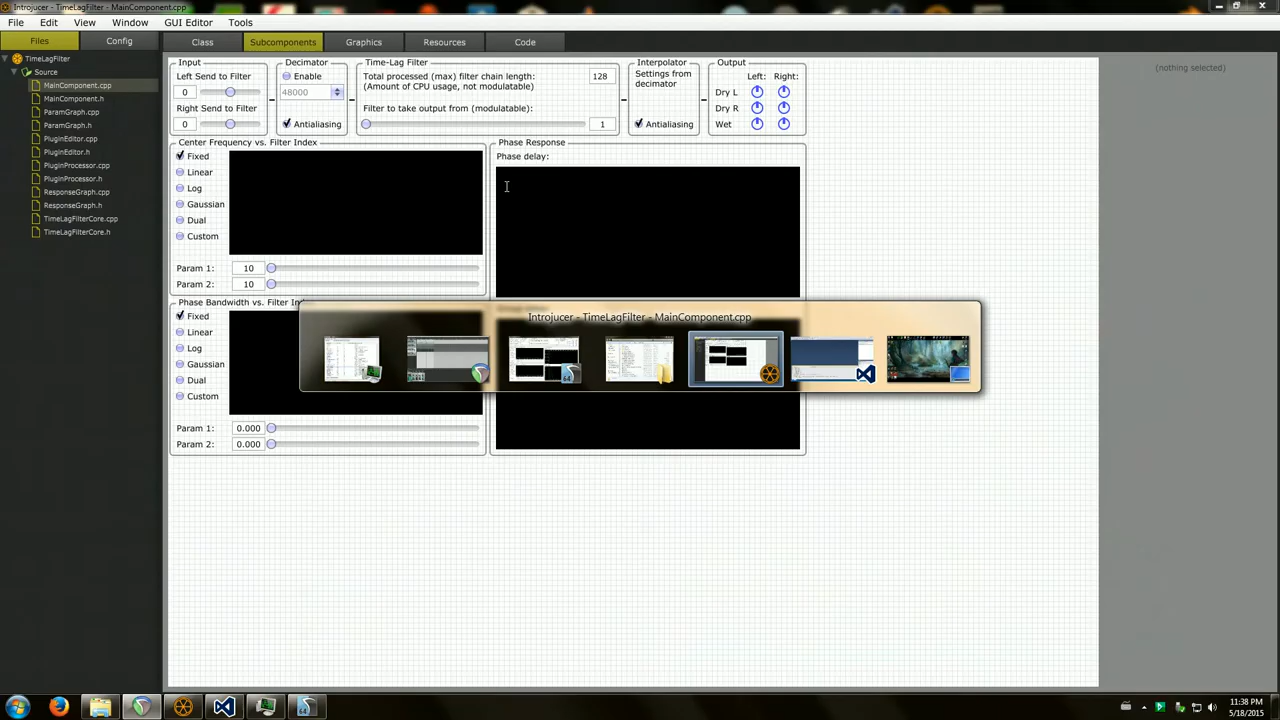 Introjucer - TimeLagFilter - MainComponent.cpp
File Edit View Window GUI Editor Tools
Files Config Class Subcomponents Graphics Resources Code
TimeLagFilter
Source
MainComponent.cpp
MainComponent.h
ParamGraph.cpp
ParamGraph.h
PluginEditor.cpp
PluginEditor.h
PluginProcessor.cpp
PluginProcessor.h
ResponseGraph.cpp
ResponseGraph.h
TimeLagFilterCore.cpp
TimeLagFilterCore.h
Input
Left Send to Filter
0
Right Send to Filter
0
Decimator
Enable
48000
Antialiasing
Time-Lag Filter
Total processed (max) filter chain length: 128
(Amount of CPU usage, not modulatable)
Filter to take output from (modulatable):
1
Interpolator
Settings from
decimator
Antialiasing
Output
Left: Right:
Dry L
Dry R
Wet
(nothing selected)
Center Frequency vs. Filter Index
Fixed
Linear
Log
Gaussian
Dual
Custom
Param 1: 10
Param 2: 10
Phase Response
Phase delay:
Phase Bandwidth vs. Filter Inde
Fixed
Linear
Log
Gaussian
Dual
Custom
Param 1: 0.000
Param 2: 0.000
Introjucer - TimeLagFilter - MainComponent.cpp
64
64
11:38 PM
5/18/2015